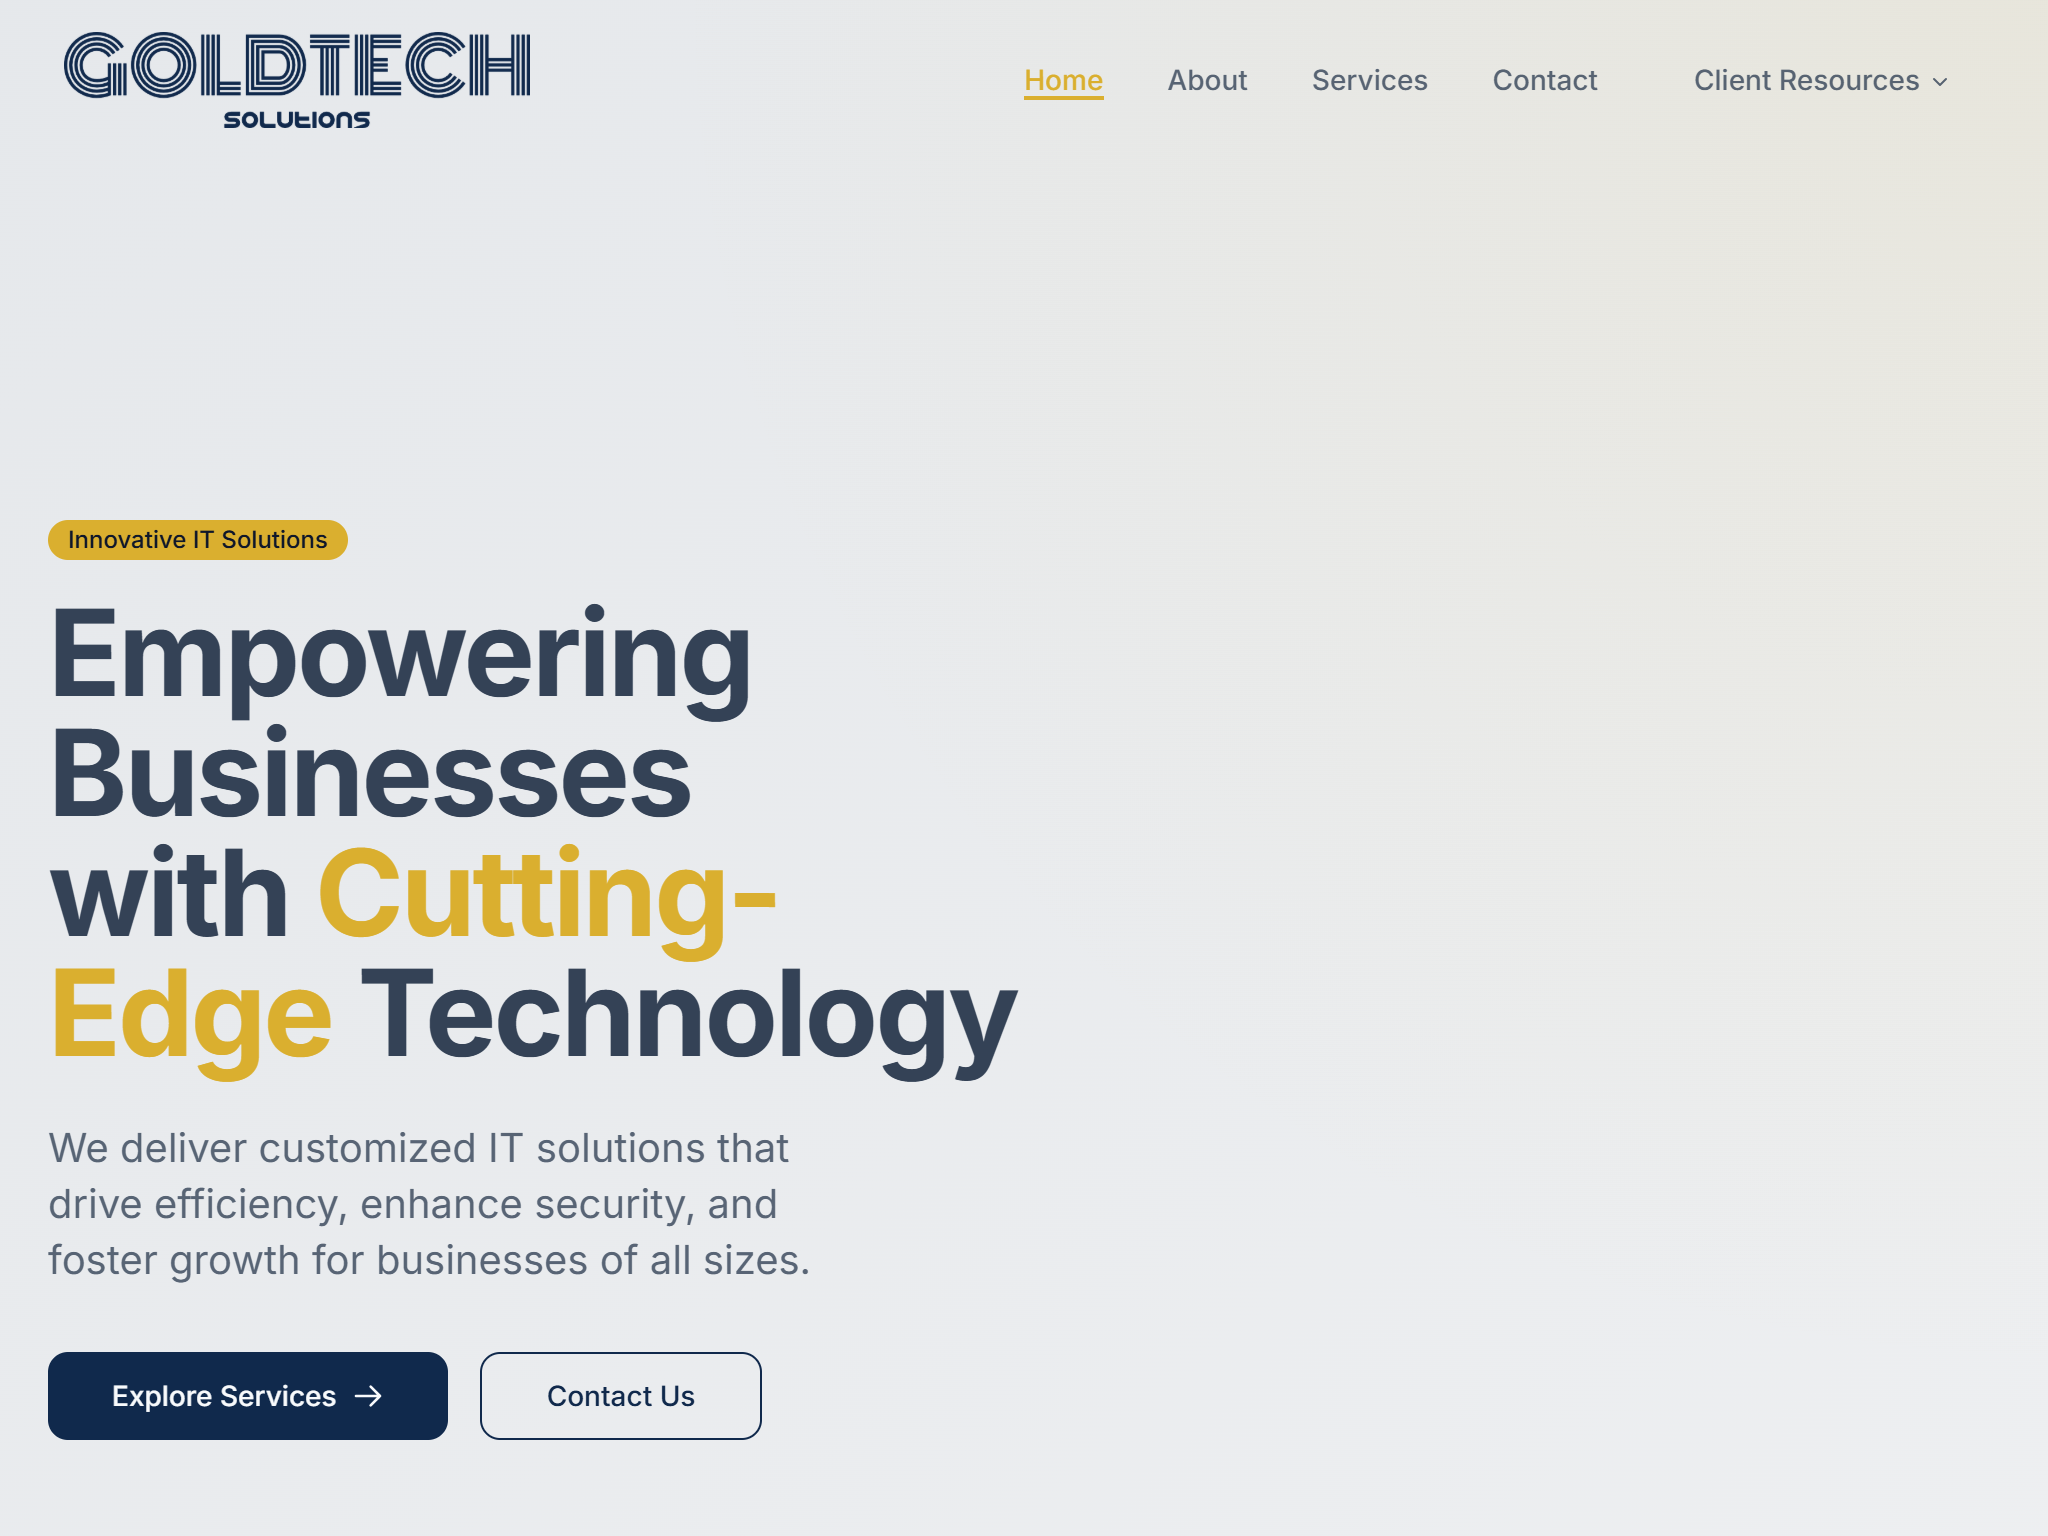 GOLDTECH
SOLUTIONS
Home About Services Contact Client Resources
Innovative IT Solutions
Empowering
Businesses
with Cutting-
Edge Technology
We deliver customized IT solutions that
drive efficiency, enhance security, and
foster growth for businesses of all sizes.
Explore Services
Contact Us